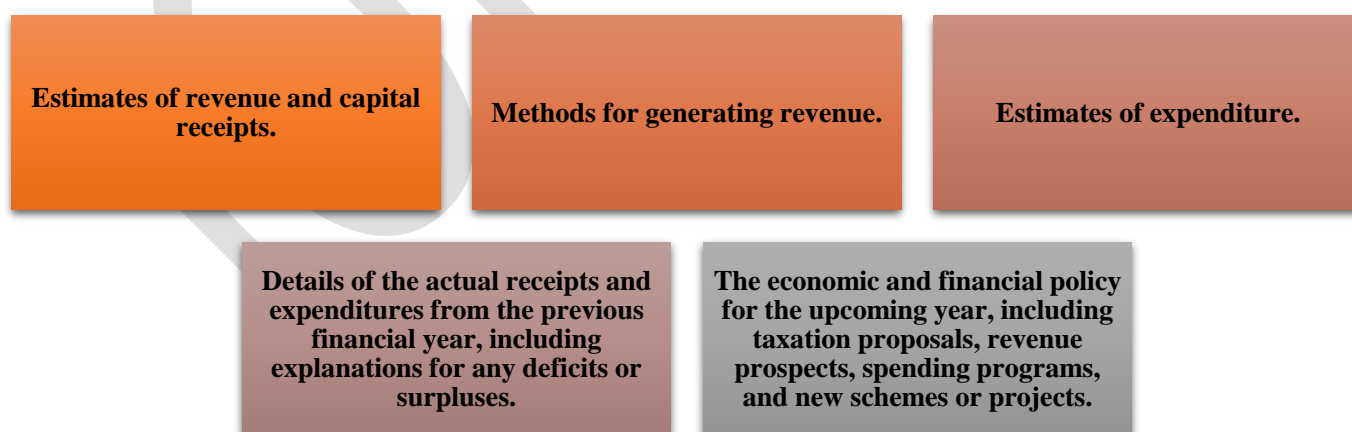 Estimates of revenue and capital
receipts.
Methods for generating revenue.
Estimates of expenditure.
Details of the actual receipts and
expenditures from the previous
financial year, including
explanations for any deficits or
surpluses.
The economic and financial policy
for the upcoming year, including
taxation proposals, revenue
prospects, spending programs,
and new schemes or projects.